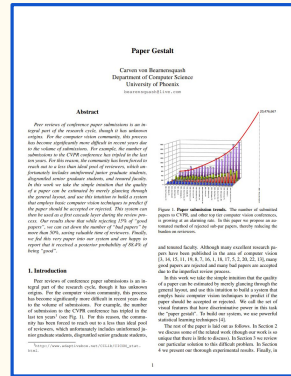 Paper Gestalt
Carven von Bearnensquash
Department of Computer Science
University of Phoenix
bearnensquash@live.com
Abstract
Peer reviews of conference paper submissions is an in-
tegral part of the research cycle, though it has unknown
origins. For the computer vision community, this process
has become significantly more difficult in recent years due
to the volume of submissions. For example, the number of
submissions to the CVPR conference has tripled in the last
ten years. For this reason, the community has been forced to
reach out to a less than ideal pool of reviewers, which un-
fortunately includes uninformed junior graduate students,
disgruntled senior graduate students, and tenured faculty.
In this work we take the simple intuition that the quality
of a paper can be estimated by merely glancing through
the general layout, and use this intuition to build a system
that employs basic computer vision techniques to predict if
the paper should be accepted or rejected. This system can
then be used as a first cascade layer during the review pro-
cess. Our results show that while rejecting 15% of "good
papers", we can cut down the number of "bad papers" by
more than 50%, saving valuable time of reviewers. Finally,
we fed this very paper into our system and are happy to
report that it received a posterior probability of 88.4% of
being "good".
1. Introduction
Peer reviews of conference paper submissions is an in-
tegral part of the research cycle, though it has unknown
origins. For the computer vision community, this process
has become significantly more difficult in recent years due
to the volume of submissions. For example, the number
of submissions to the CVPR conference has tripled in the
last ten years¹ (see Fig. 1). For this reason, the commu-
nity has been forced to reach out to a less than ideal pool
of reviewers, which unfortunately includes uninformed ju-
nior graduate students, disgruntled senior graduate students,
Figure 1. Paper submission trends. The number of submitted
papers to CVPR, and other top tier computer vision conferences,
is growing at an alarming rate. In this paper we propose an au-
tomated method of rejecting sub-par papers, thereby reducing the
burden on reviewers.
and tenured faculty. Although many excellent research pa-
pers have been published in the area of computer vision
good papers are rejected and many bad papers are accepted
due to the imperfect review process.
In this work we take the simple intuition that the quality
of a paper can be estimated by merely glancing through the
general layout, and use this intuition to build a system that
employs basic computer vision techniques to predict if the
paper should be accepted or rejected. We call the set of
visual features that discriminative power in this task
the "paper gestalt". To build our system, we use powerful
statistical learning techniques [4].
The rest of the paper is laid out as follows. In Section 2
we discuss some of the related work (though our work is so
unique that there is little to discuss). In Section 3 we review
our particular solution to this difficult problem. In Section
4 we present our thorough experimental results. Finally, in
1